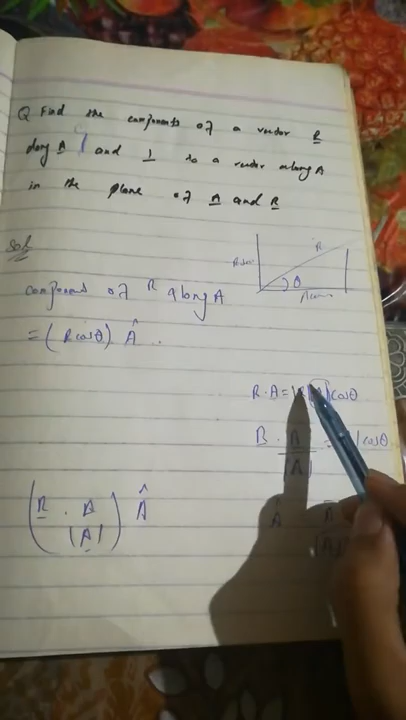 Q Find the components of a vector R
along A and ⊥ to a vector along A
in the plane of A and R
Sol
R
θ
component of R along A
= (R cosθ) Â .
R . A = cosθ
R . A = | cosθ
|A|
(R . A) Â
|A|